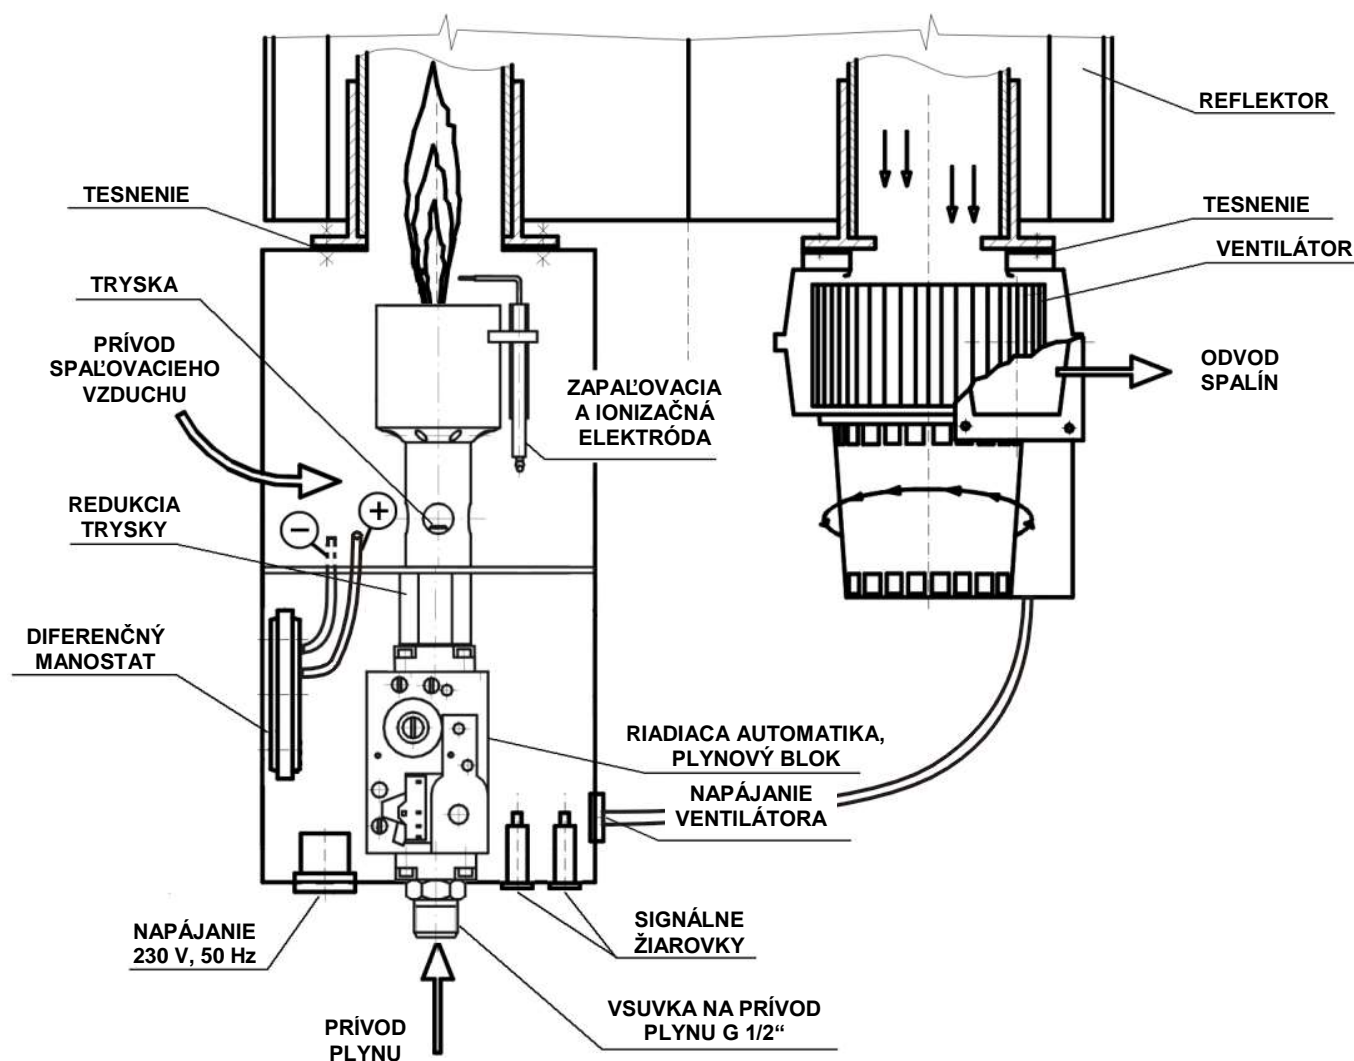 REFLEKTOR
TESNENIE
TESNENIE
VENTILÁTOR
TRYSKA
PRÍVOD
SPAĽOVACIEHO
VZDUCHU
ZAPAĽOVACIA
A IONIZAČNÁ
ELEKTRÓDA
ODVOD
SPALÍN
REDUKCIA
TRYSKY
− +
DIFERENČNÝ
MANOSTAT
RIADIACA AUTOMATIKA,
PLYNOVÝ BLOK
NAPÁJANIE
VENTILÁTORA
NAPÁJANIE
230 V, 50 Hz
SIGNÁLNE
ŽIAROVKY
VSUVKA NA PRÍVOD
PLYNU G 1/2“
PRÍVOD
PLYNU